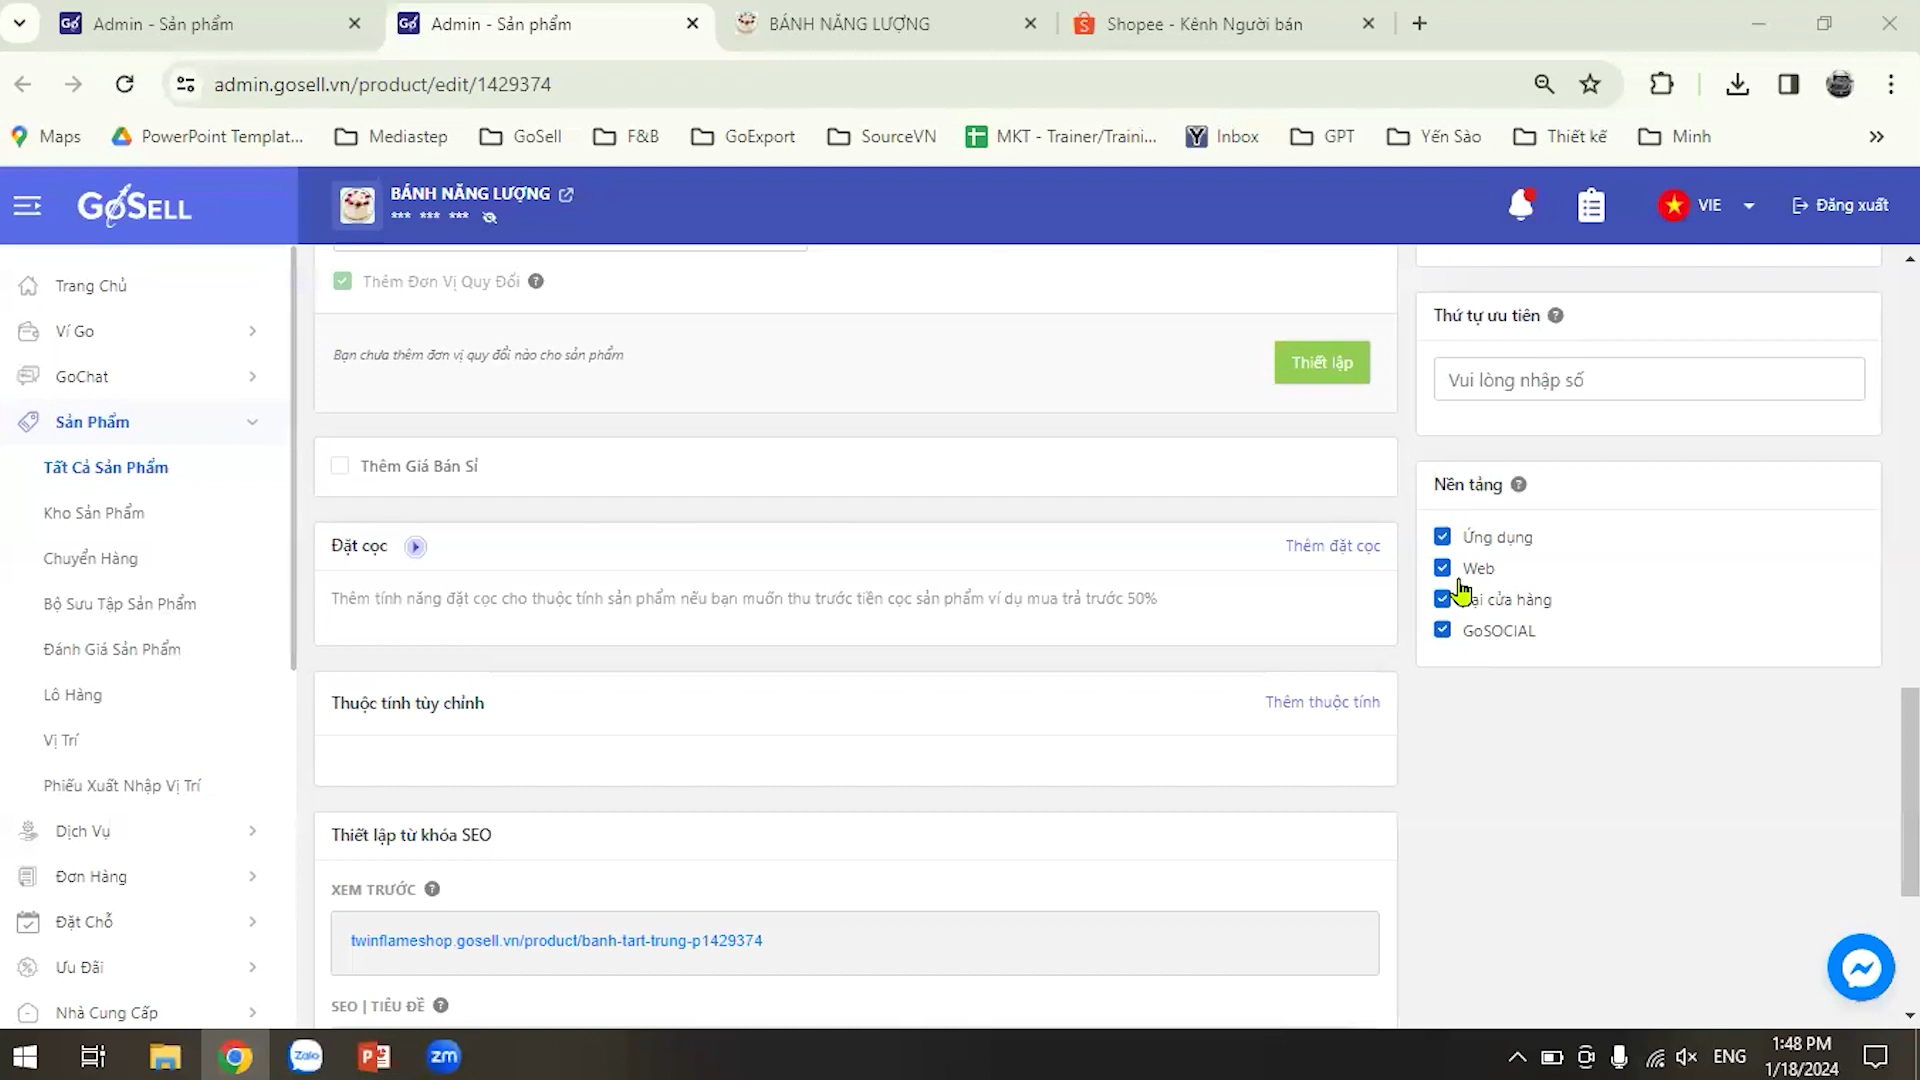 Admin - Sản phẩm
Admin - Sản phẩm
BÁNH NĂNG LƯỢNG
Shopee - Kênh Người bán
admin.gosell.vn/product/edit/1429374
Maps
PowerPoint Templat...
Mediastep
GoSell
F&B
GoExport
SourceVN
MKT - Trainer/Traini...
Inbox
GPT
Yến Sào
Thiết kế
Minh
GoSELL
BÁNH NĂNG LƯỢNG
*** *** ***
VIE
Đăng xuất
Trang Chủ
Ví Go
GoChat
Sản Phẩm
Tất Cả Sản Phẩm
Kho Sản Phẩm
Chuyển Hàng
Bộ Sưu Tập Sản Phẩm
Đánh Giá Sản Phẩm
Lô Hàng
Vị Trí
Phiếu Xuất Nhập Vị Trí
Dịch Vụ
Đơn Hàng
Đặt Chỗ
Ưu Đãi
Nhà Cung Cấp
Thêm Đơn Vị Quy Đổi
Bạn chưa thêm đơn vị quy đổi nào cho sản phẩm
Thiết lập
Thêm Giá Bán Sỉ
Đặt cọc
Thêm đặt cọc
Thêm tính năng đặt cọc cho thuộc tính sản phẩm nếu bạn muốn thu trước tiền cọc sản phẩm ví dụ mua trả trước 50%
Thuộc tính tùy chỉnh
Thêm thuộc tính
Thiết lập từ khóa SEO
XEM TRƯỚC
twinflameshop.gosell.vn/product/banh-tart-trung-p1429374
SEO | TIÊU ĐỀ
Thứ tự ưu tiên
Vui lòng nhập số
Nền tảng
Ứng dụng
Web
ại cửa hàng
GoSOCIAL
Zalo
zm
ENG
1:48 PM
1/18/2024